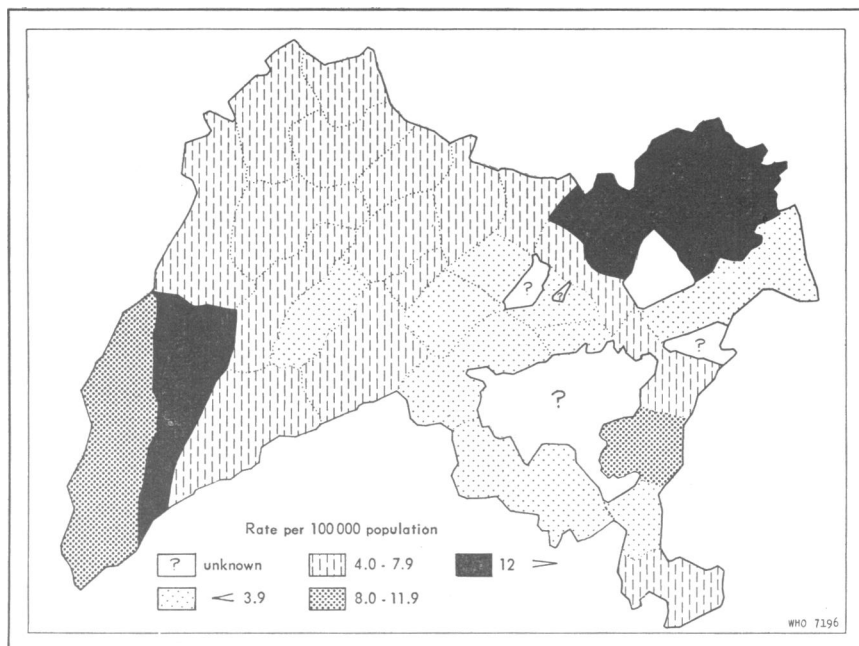 ?
?
?
?
Rate per 100 000 population
? unknown
4.0 - 7.9
12 >
< 3.9
8.0 - 11.9
WHO 7196